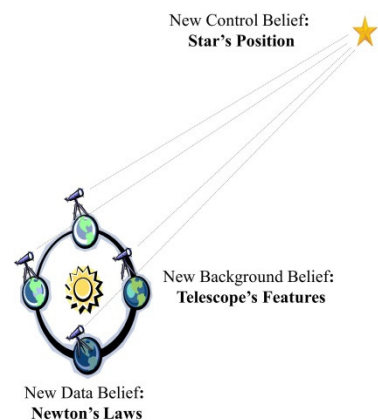 New Control Belief:
Star’s Position
New Background Belief:
Telescope’s Features
New Data Belief:
Newton’s Laws